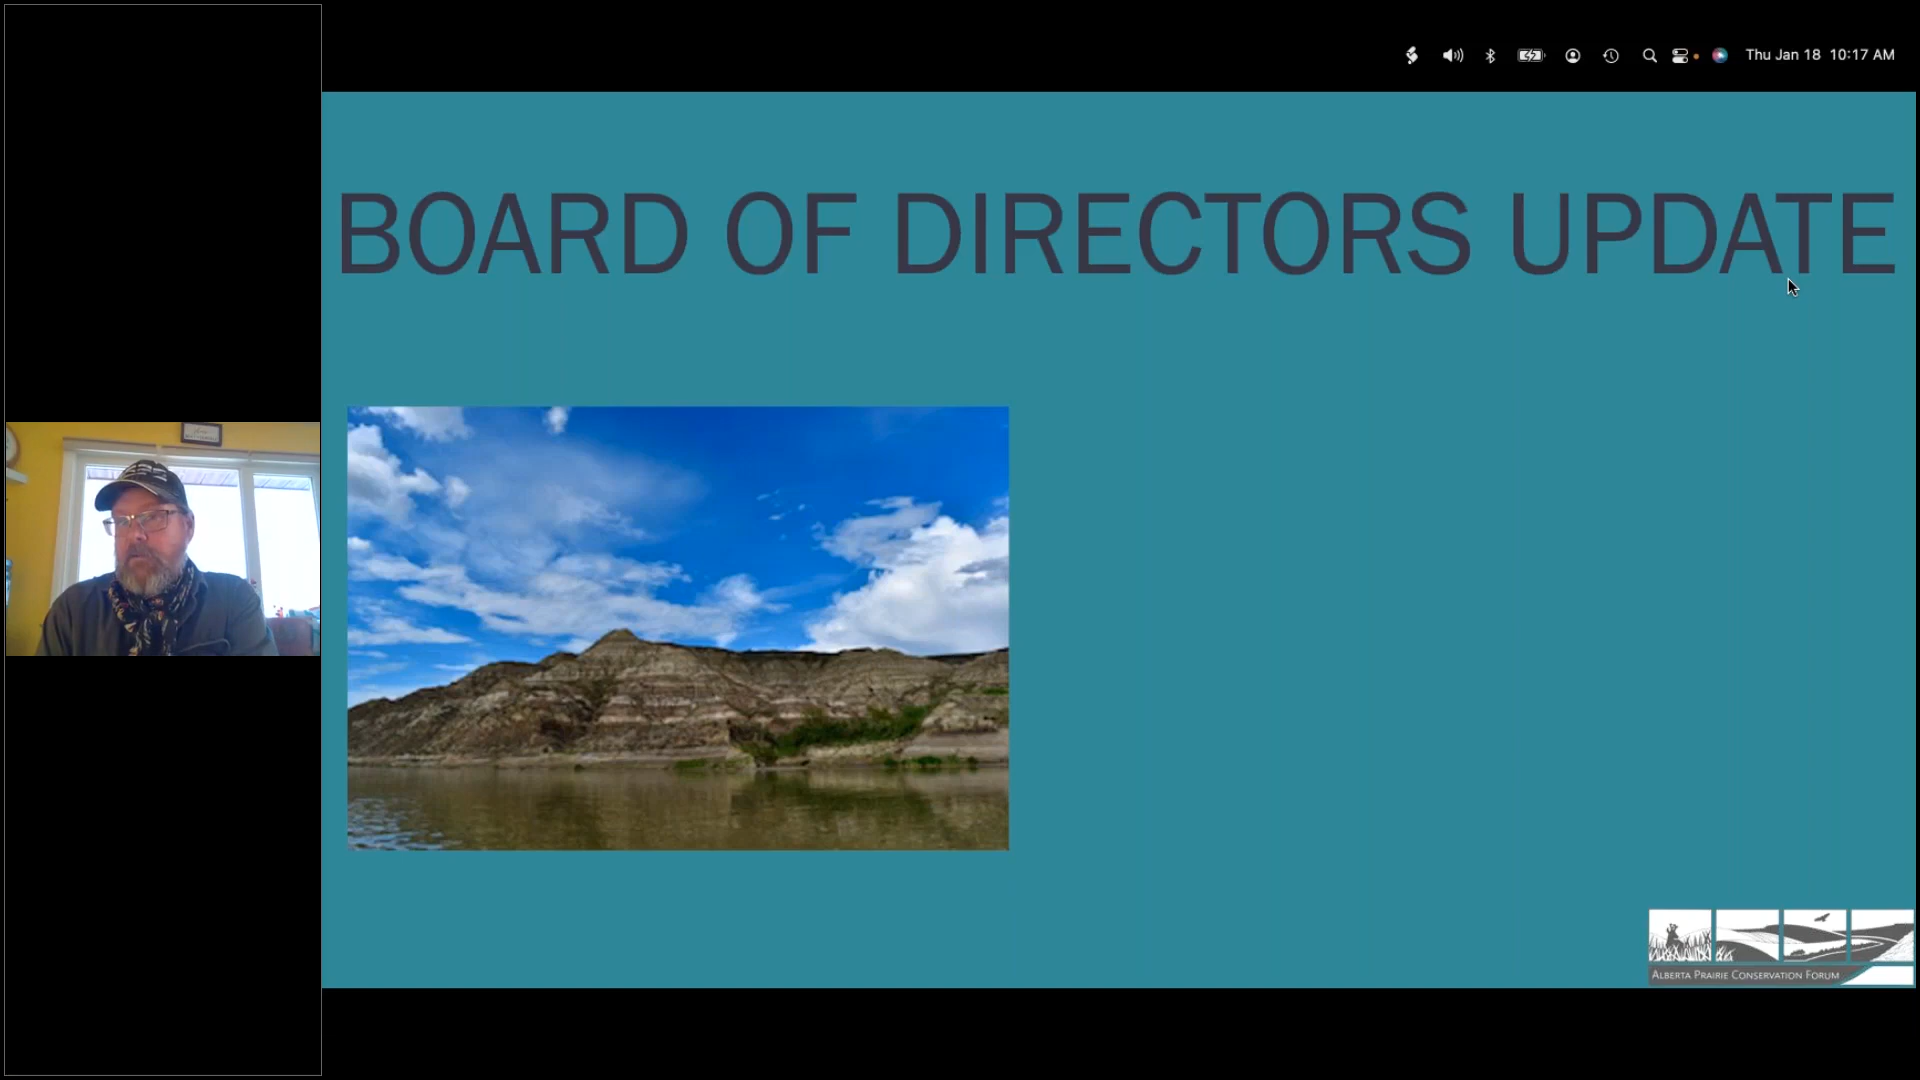 Thu Jan 18 10:17 AM
BOARD OF DIRECTORS UPDATE
ALBERTA PRAIRIE CONSERVATION FORUM